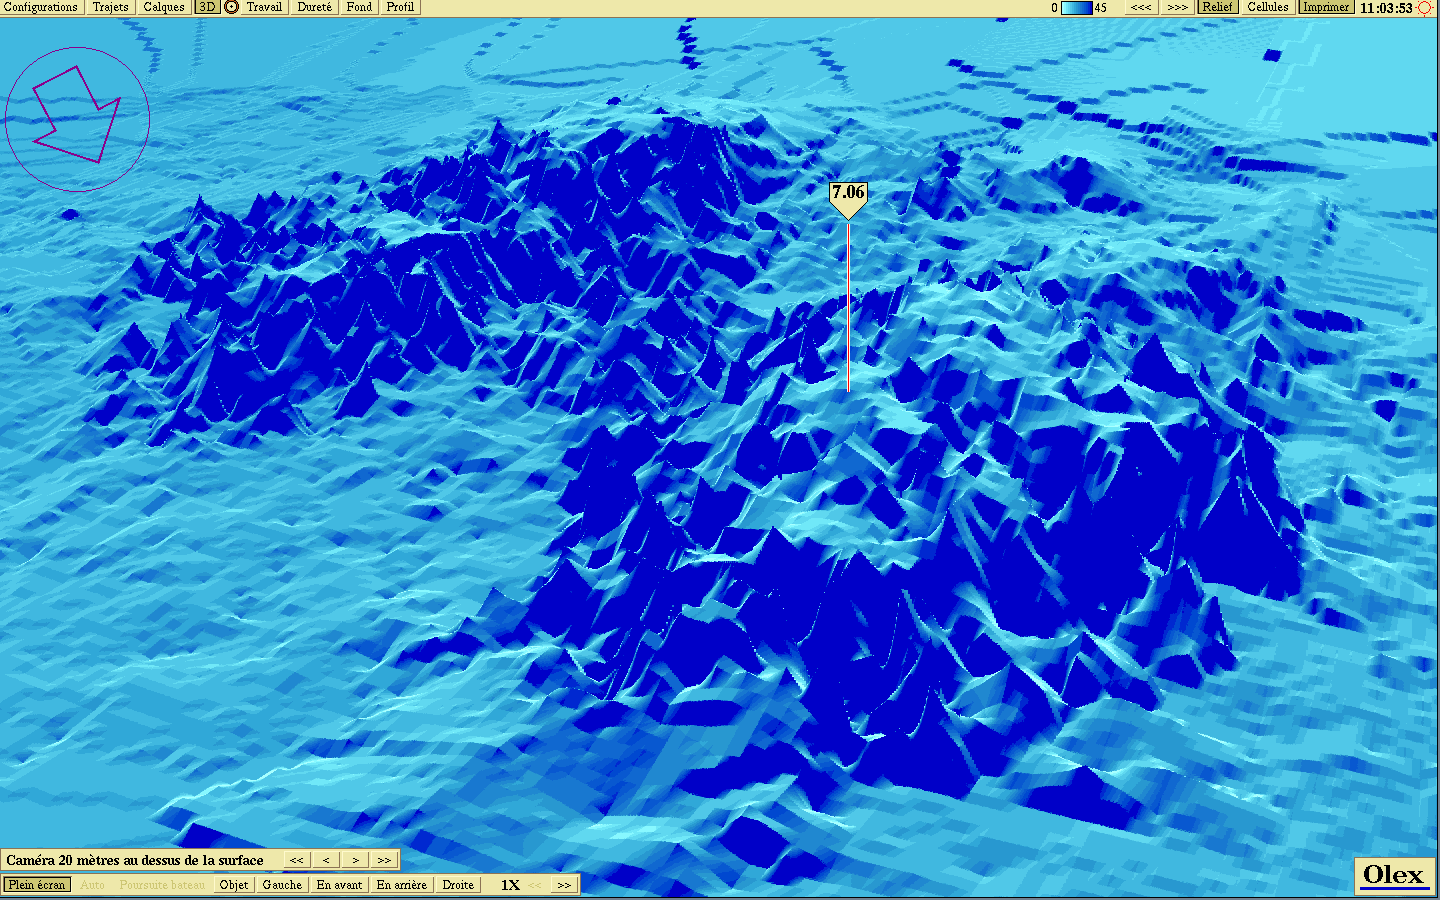 Configurations Trajets Calques 3D Travail Dureté Fond Profil 0 45 <<< >>> Relief Cellules Imprimer 11:03:53
7.06
Caméra 20 mètres au dessus de la surface << < > >>
Plein écran Auto Poursuite bateau Objet Gauche En avant En arrière Droite 1X << >>
Olex